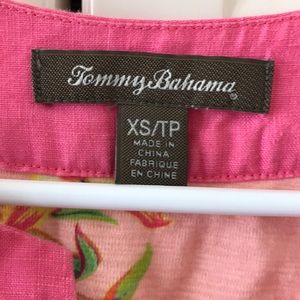 Tommy Bahama®
XS/TP
MADE IN
CHINA
FABRIQUE
EN CHINE